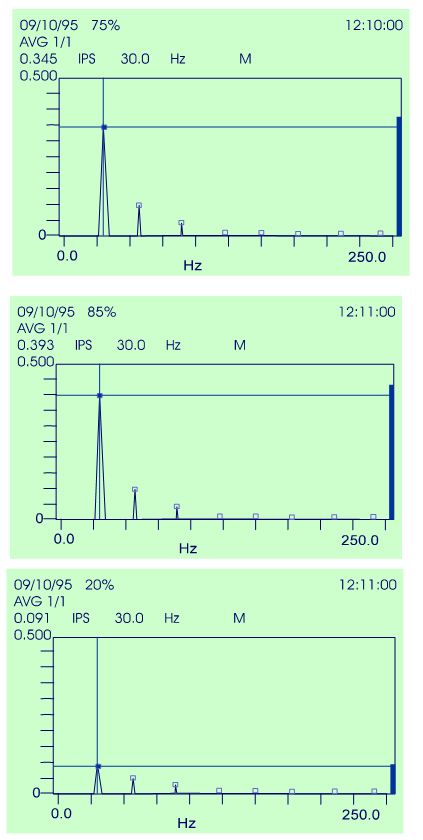 09/10/95 75% 12:10:00
AVG 1/1
0.345 IPS 30.0 Hz M
0.500
0
0.0 250.0
Hz
09/10/95 85% 12:11:00
AVG 1/1
0.393 IPS 30.0 Hz M
0.500
0
0.0 250.0
Hz
09/10/95 20% 12:11:00
AVG 1/1
0.091 IPS 30.0 Hz M
0.500
0
0.0 250.0
Hz